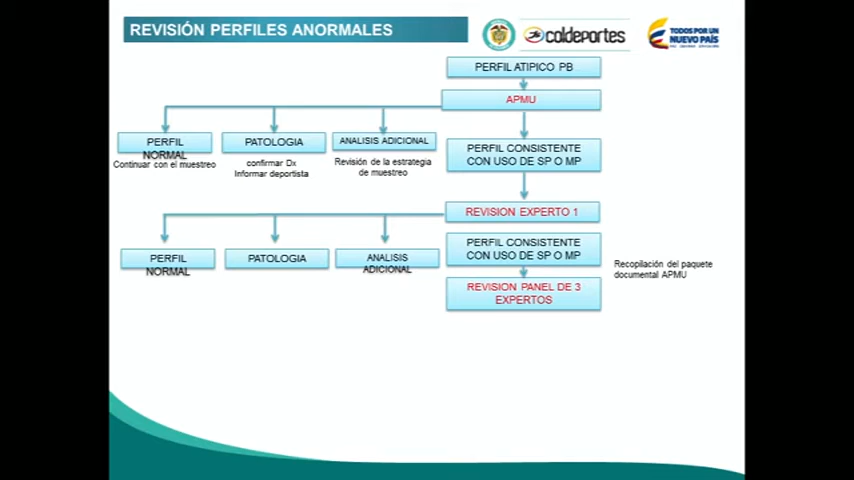 REVISIÓN PERFILES ANORMALES
coldeportes
TODOS POR UN
NUEVO PAÍS
PERFIL ATIPICO PB
APMU
PERFIL
NORMAL
Continuar con el muestreo
PATOLOGIA
confirmar Dx
Informar deportista
ANALISIS ADICIONAL
Revisión de la estrategia
de muestreo
PERFIL CONSISTENTE
CON USO DE SP O MP
REVISION EXPERTO 1
PERFIL
NORMAL
PATOLOGIA
ANALISIS
ADICIONAL
PERFIL CONSISTENTE
CON USO DE SP O MP
Recopilación del paquete
documental APMU
REVISION PANEL DE 3
EXPERTOS